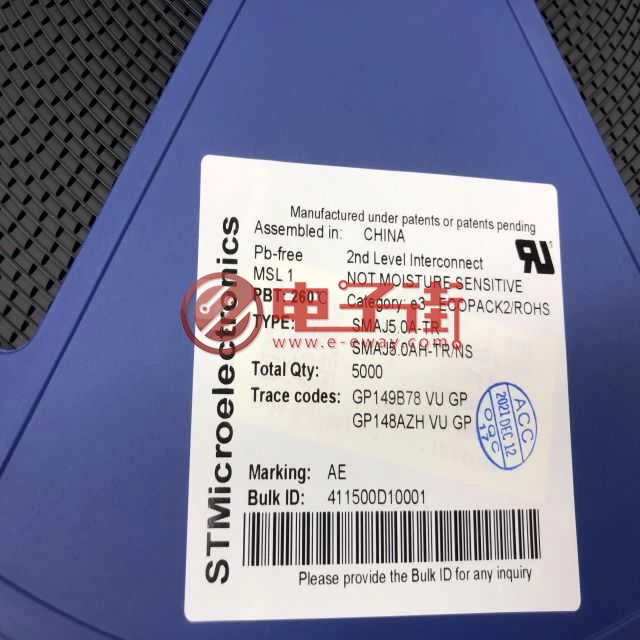 STMicroelectronics
Manufactured under patents or patents pending
Assembled in: CHINA
Pb-free 2nd Level Interconnect
MSL 1 NOT MOISTURE SENSITIVE
PBT: 260°C Category: e3 ECOPACK2/ROHS
TYPE: SMAJ5.0A-TR
SMAJ5.0AH-TR/NS
电子街
www.e-eway.com
Total Qty: 5000
Trace codes: GP149B78 VU GP
GP148AZH VU GP
ACC
2021 DEC 12
OQC
17
Marking: AE
Bulk ID: 411500D10001
Please provide the Bulk ID for any inquiry